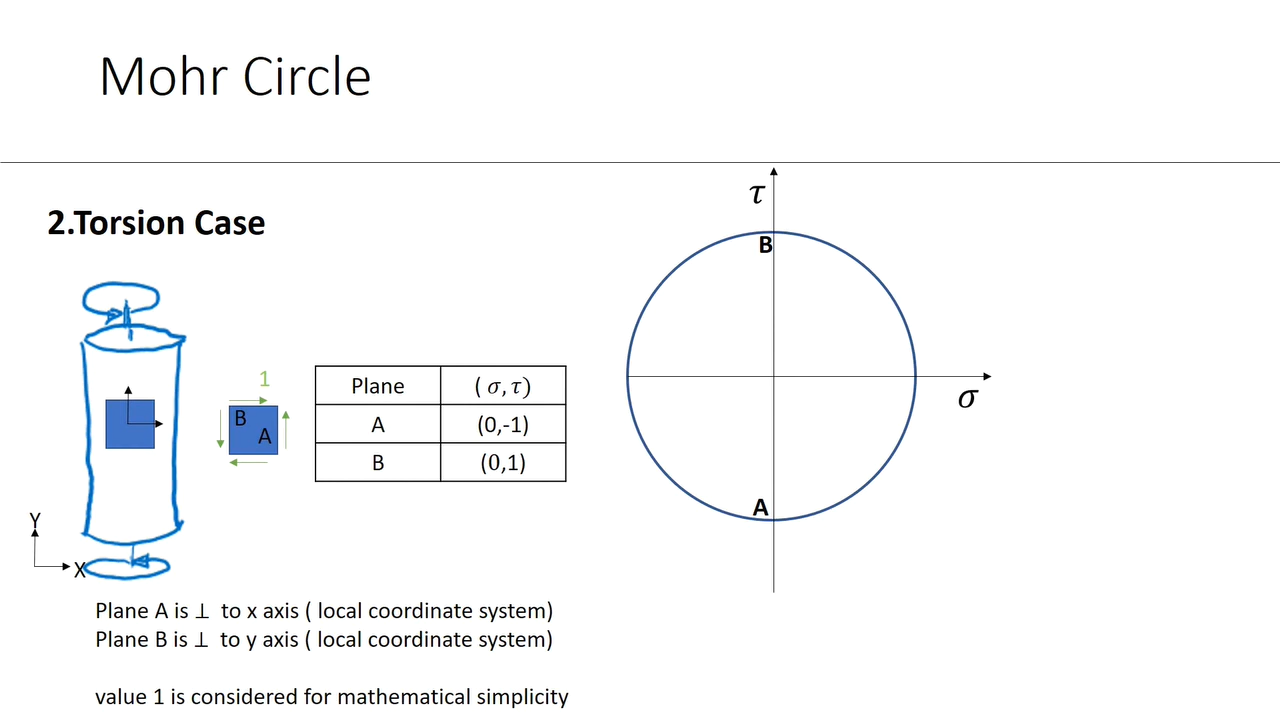 Mohr Circle
2.Torsion Case
1
B
A
Plane ( σ,τ)
A (0,-1)
B (0,1)
τ
B
σ
A
Y
X
Plane A is ⊥ to x axis ( local coordinate system)
Plane B is ⊥ to y axis ( local coordinate system)
value 1 is considered for mathematical simplicity